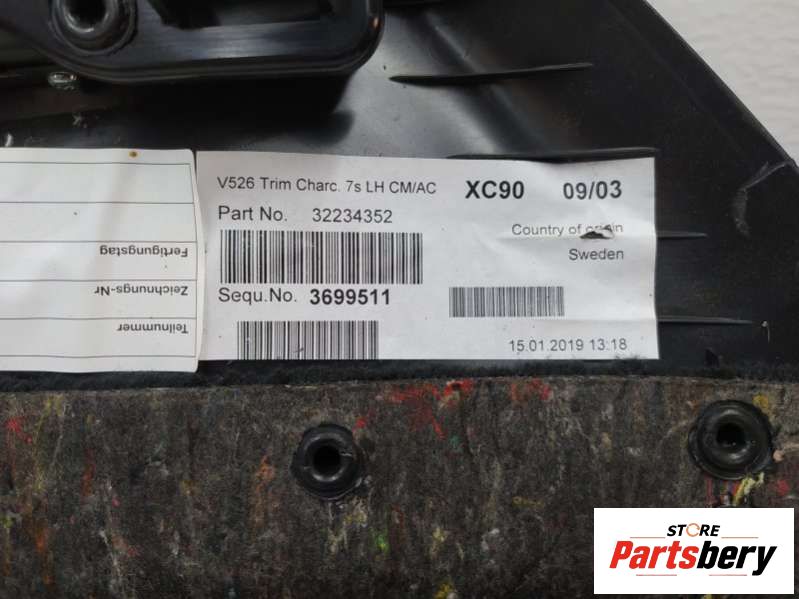 V526 Trim Charc. 7s LH CM/AC XC90 09/03
Part No. 32234352
Country of origin
Sweden
Sequ.No. 3699511
15.01.2019 13:18
Fertigungstag
Zeichnungs-Nr
Teilnummer
STORE
Partsbery